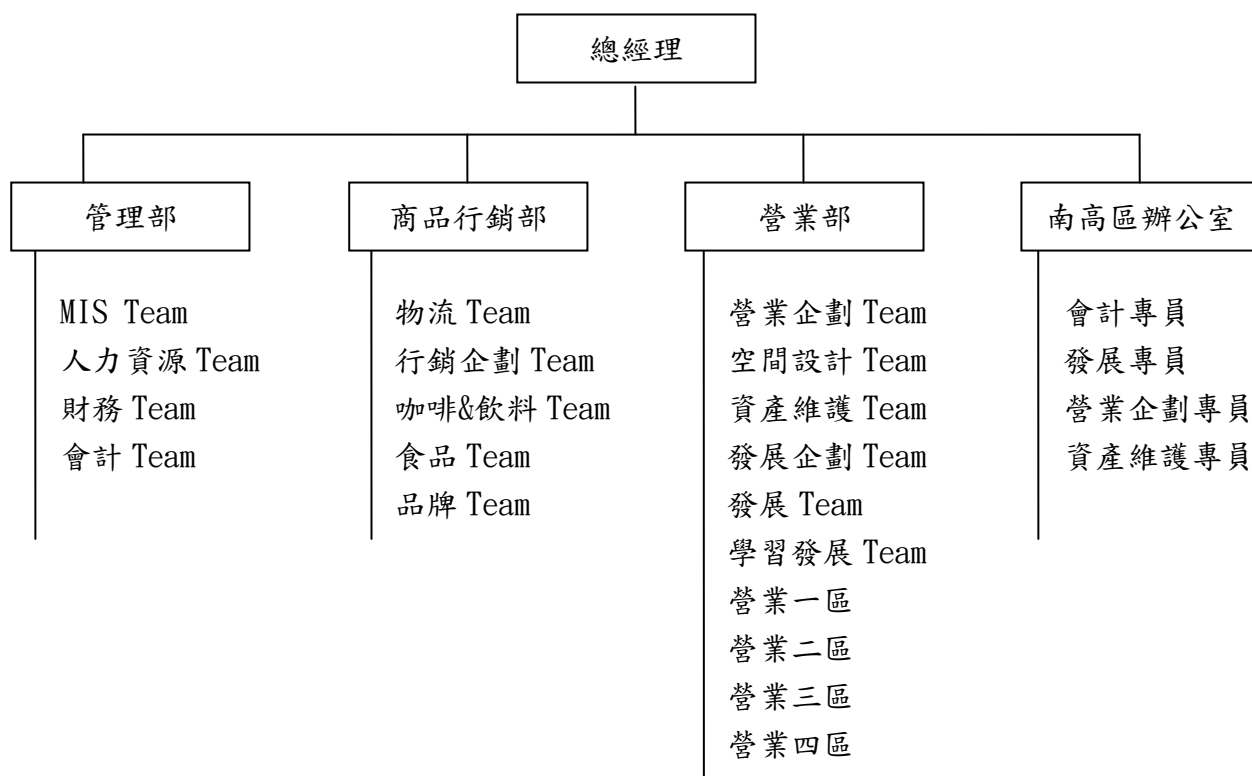 總經理
管理部
MIS Team
人力資源 Team
財務 Team
會計 Team
商品行銷部
物流 Team
行銷企劃 Team
咖啡&飲料 Team
食品 Team
品牌 Team
營業部
營業企劃 Team
空間設計 Team
資產維護 Team
發展企劃 Team
發展 Team
學習發展 Team
營業一區
營業二區
營業三區
營業四區
南高區辦公室
會計專員
發展專員
營業企劃專員
資產維護專員